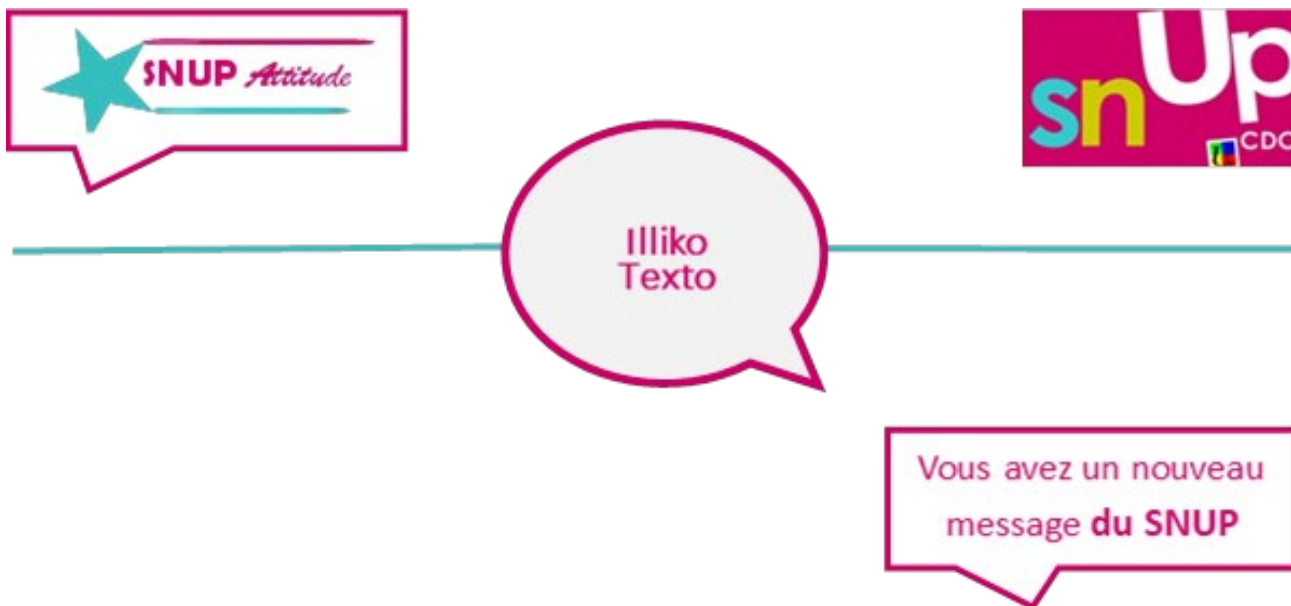 SNUP Attitude
snUp
CDC
Illiko
Texto
Vous avez un nouveau
message du SNUP